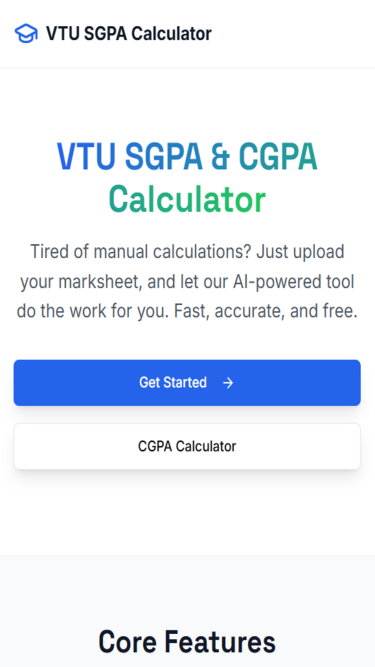 VTU SGPA Calculator
VTU SGPA & CGPA
Calculator
Tired of manual calculations? Just upload
your marksheet, and let our AI-powered tool
do the work for you. Fast, accurate, and free.
Get Started →
CGPA Calculator
Core Features